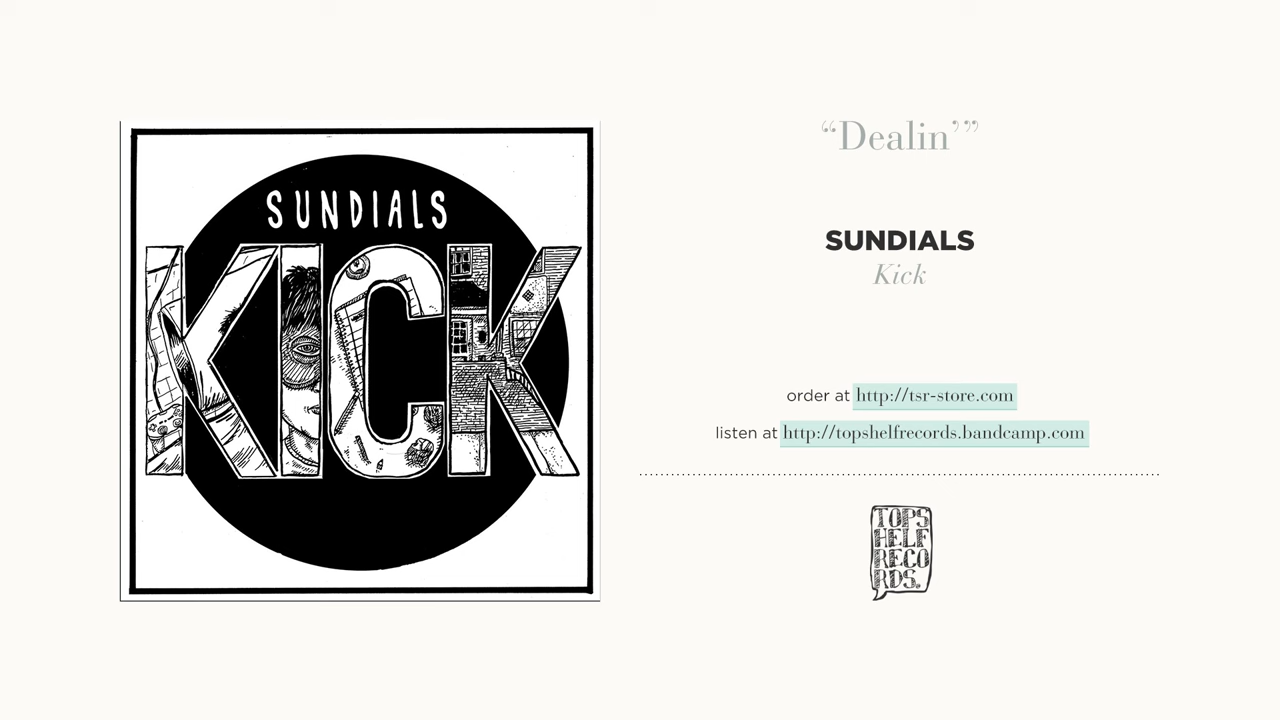 SUNDIALS
KICK
“Dealin’”
SUNDIALS
Kick
order at http://tsr-store.com
listen at http://topshelfrecords.bandcamp.com
TOPS
HELF
RECO
RDS.